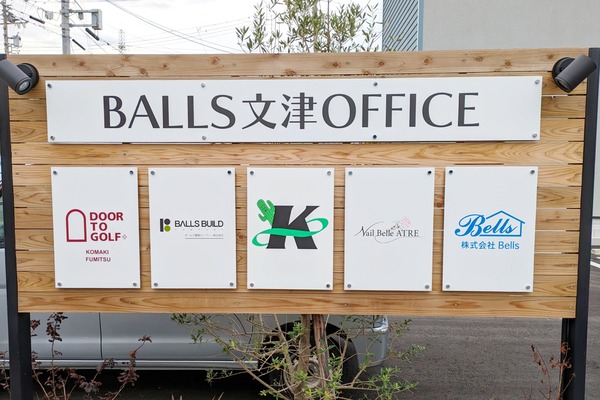 BALLS文津OFFICE
DOOR
TO
GOLF+
KOMAKI
FUMITSU
BALLS BUILD
K
Nail Belle ATRE
Bells
株式会社 Bells